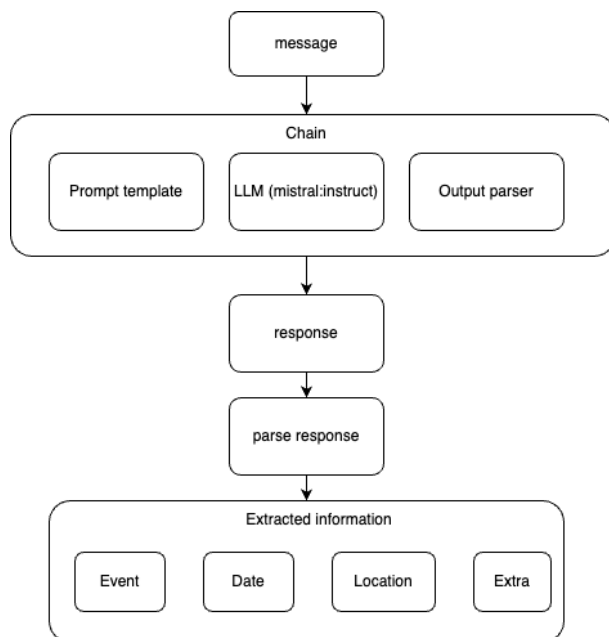 message
Chain
Prompt template
LLM (mistral:instruct)
Output parser
response
parse response
Extracted information
Event
Date
Location
Extra